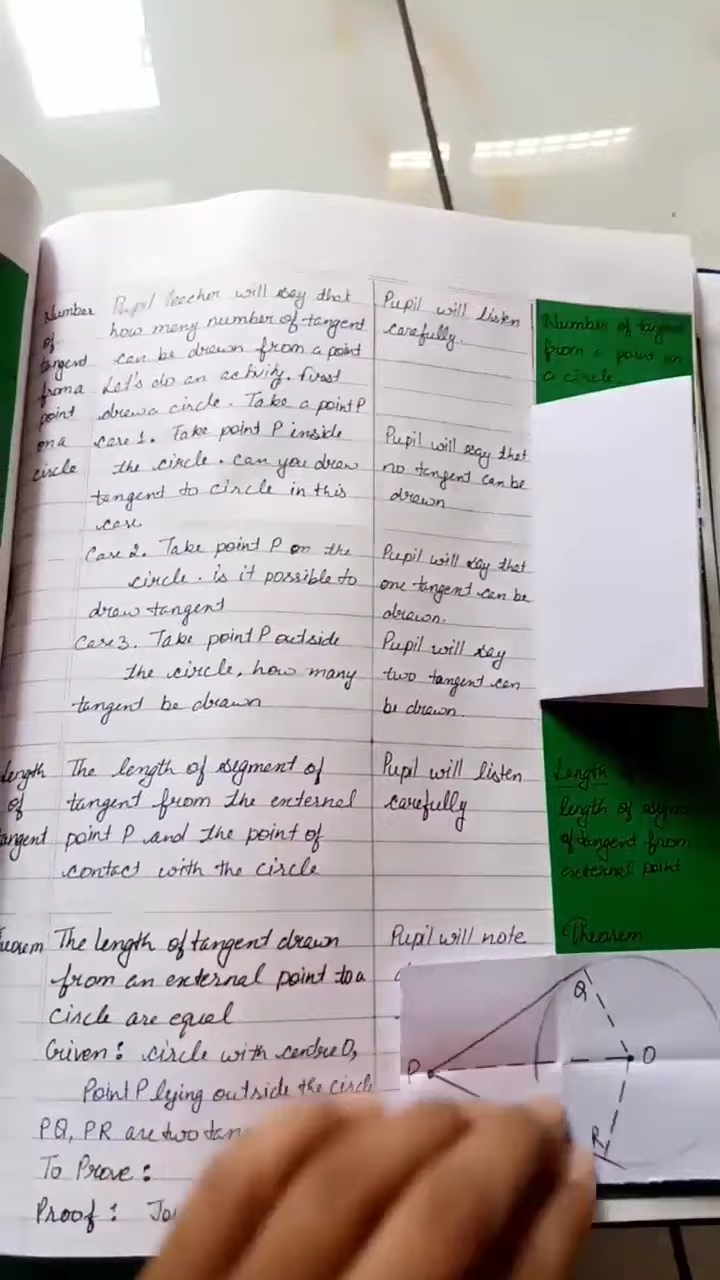 Number
of
tangent
from a
point
on a
circle
Pupil teacher will say that
how many number of tangent
can be drawn from a point
Let's do an activity. first
draw a circle. Take a point P
case 1. Take point P inside
the circle. can you draw
tangent to circle in this
case
Case 2. Take point P on the
circle. is it possible to
draw tangent
Case 3. Take point P outside
the circle, how many
tangent be drawn
Pupil will listen
carefully.
Pupil will say that
no tangent can be
drawn
Pupil will say that
one tangent can be
drawn.
Pupil will say
two tangent can
be drawn.
Number of tangent
from a point on
a circle
Length
of
tangent
The length of segment of
tangent from the external
point P and the point of
contact with the circle
Pupil will listen
carefully
Length
length of segm
of tangent from
external point
eorem
The length of tangent drawn
from an external point to a
circle are equal
Given: circle with centre O,
Point P lying outside the circle
PQ, PR are two tan
To Prove:
Proof: Jo
Pupil will note
Theorem
Q
P
O
R